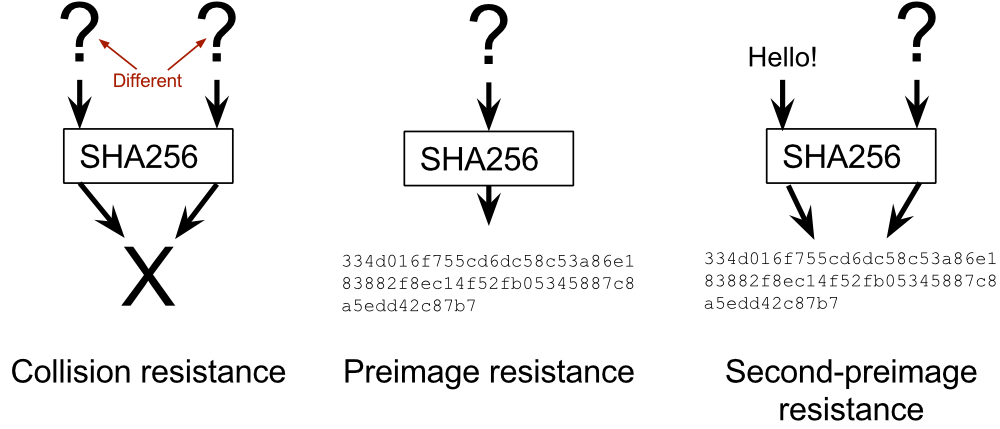 ? ?
Different
SHA256
X
Collision resistance
?
SHA256
334d016f755cd6dc58c53a86e1
83882f8ec14f52fb05345887c8
a5edd42c87b7
Preimage resistance
Hello! ?
SHA256
334d016f755cd6dc58c53a86e1
83882f8ec14f52fb05345887c8
a5edd42c87b7
Second-preimage
resistance